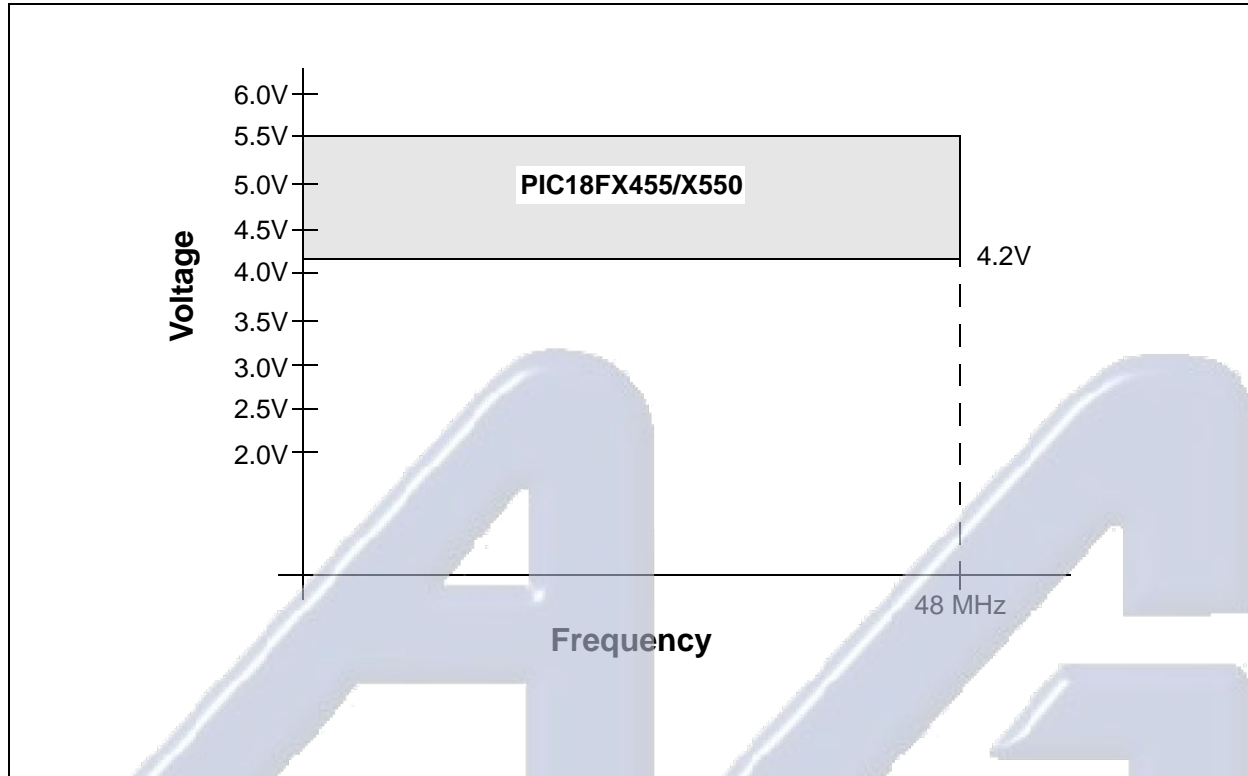 6.0V
5.5V
5.0V
4.5V
4.0V
3.5V
3.0V
2.5V
2.0V
Voltage
PIC18FX455/X550
4.2V
48 MHz
Frequency